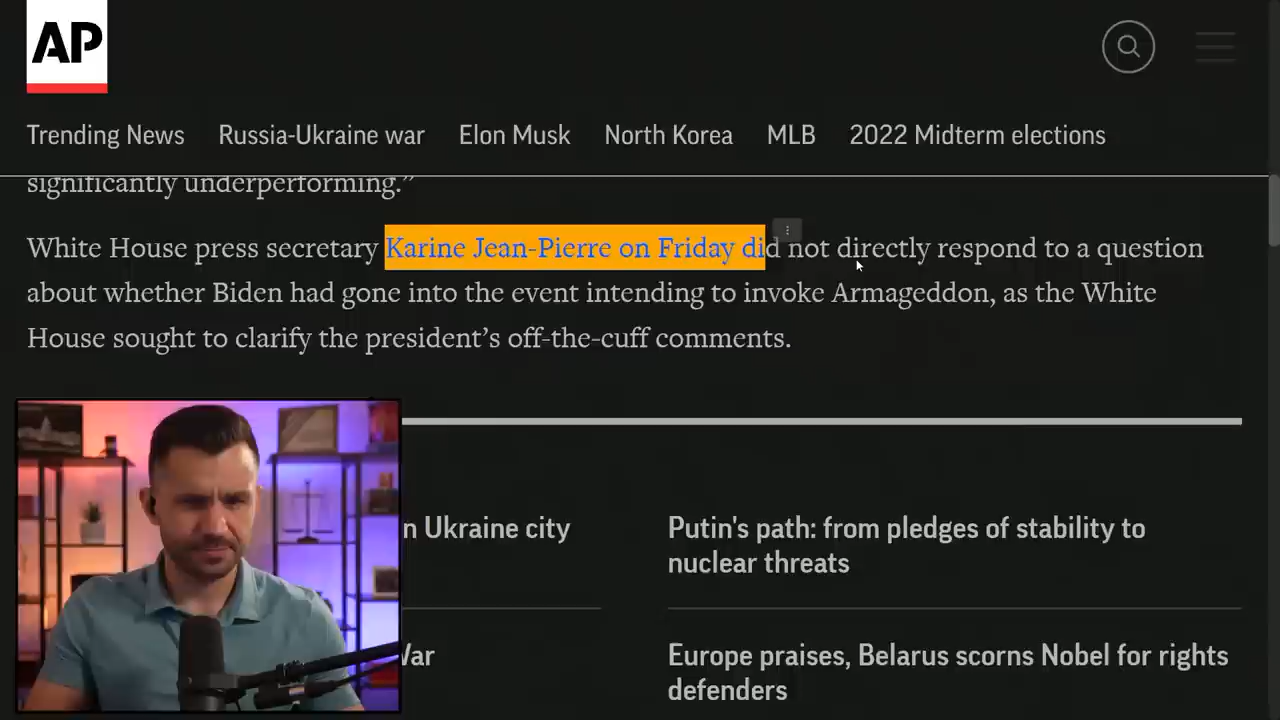 AP
Trending News Russia-Ukraine war Elon Musk North Korea MLB 2022 Midterm elections
significantly underperforming.”
White House press secretary Karine Jean-Pierre on Friday did not directly respond to a question
about whether Biden had gone into the event intending to invoke Armageddon, as the White
House sought to clarify the president’s off-the-cuff comments.
n Ukraine city
Putin's path: from pledges of stability to
nuclear threats
War
Europe praises, Belarus scorns Nobel for rights
defenders